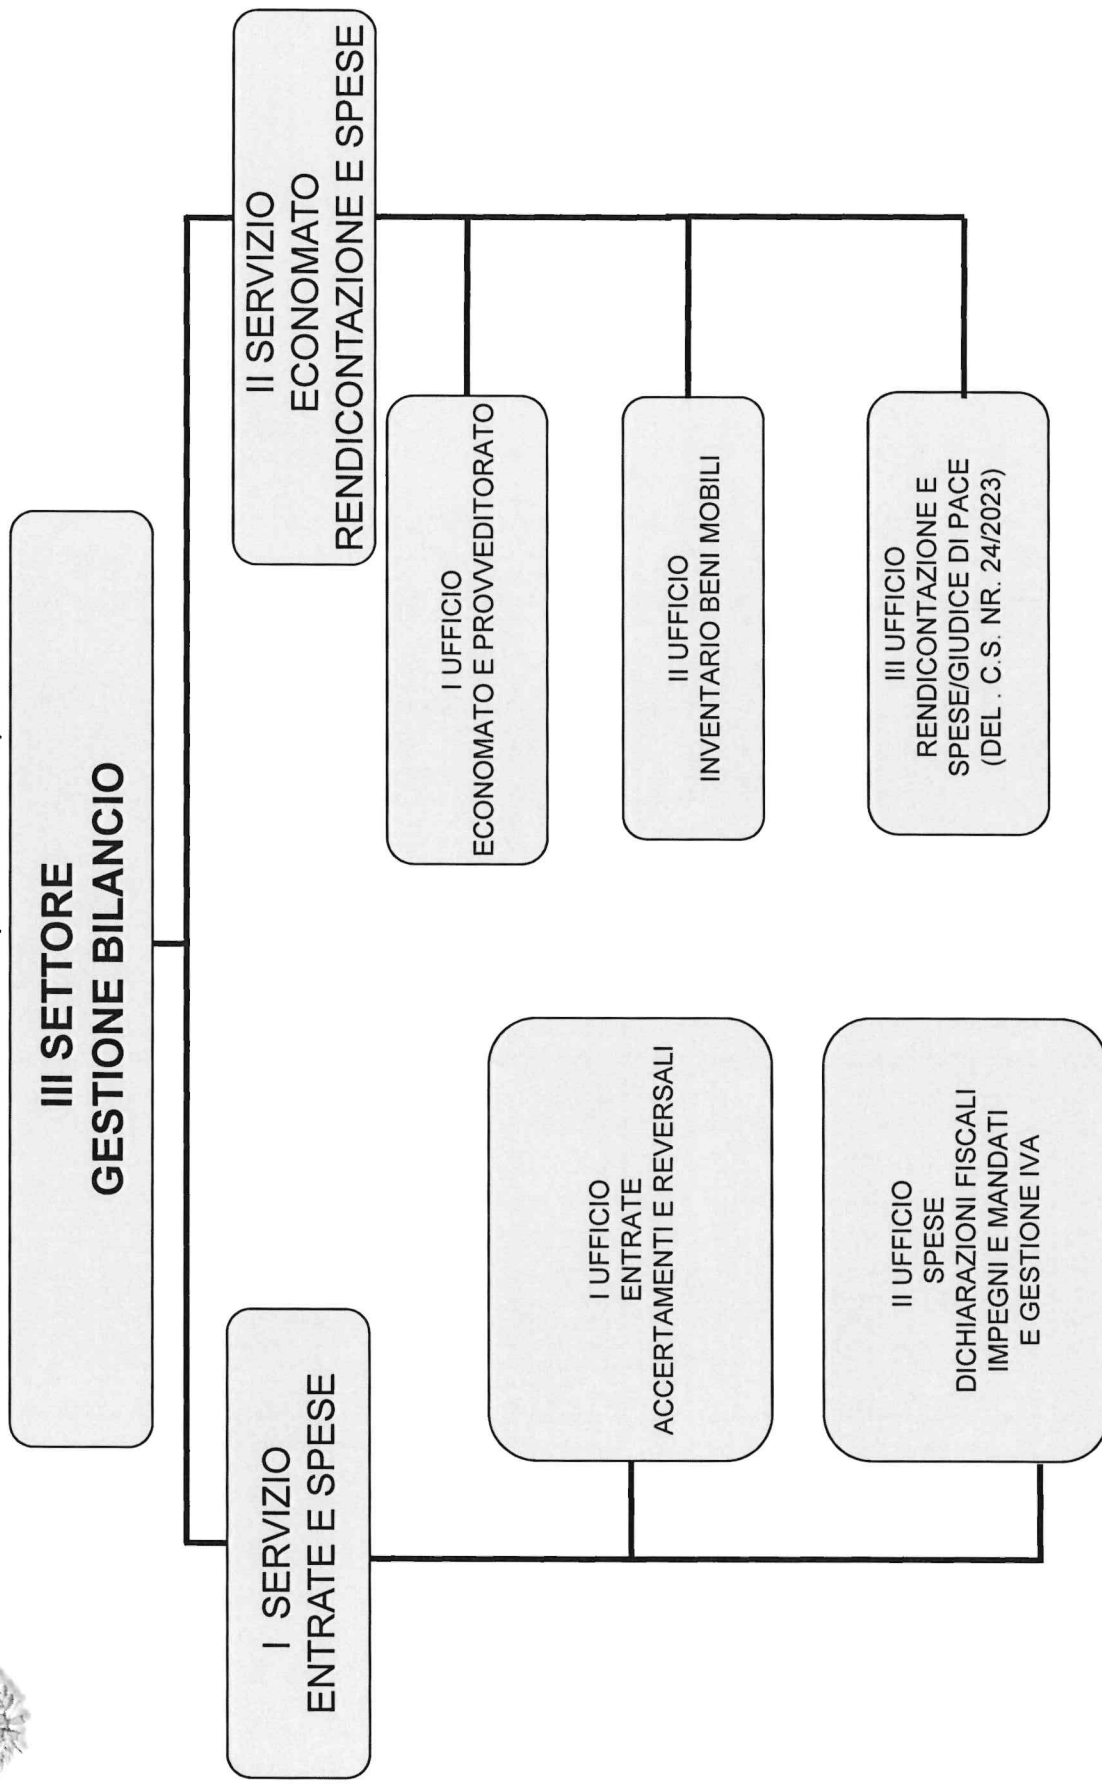 III SETTORE
GESTIONE BILANCIO
I SERVIZIO
ENTRATE E SPESE
I UFFICIO
ENTRATE
ACCERTAMENTI E REVERSALI
II UFFICIO
SPESE
DICHIARAZIONI FISCALI
IMPEGNI E MANDATI
E GESTIONE IVA
II SERVIZIO
ECONOMATO
RENDICONTAZIONE E SPESE
I UFFICIO
ECONOMATO E PROVVEDITORATO
II UFFICIO
INVENTARIO BENI MOBILI
III UFFICIO
RENDICONTAZIONE E
SPESE/GIUDICE DI PACE
(DEL . C.S. NR. 24/2023)